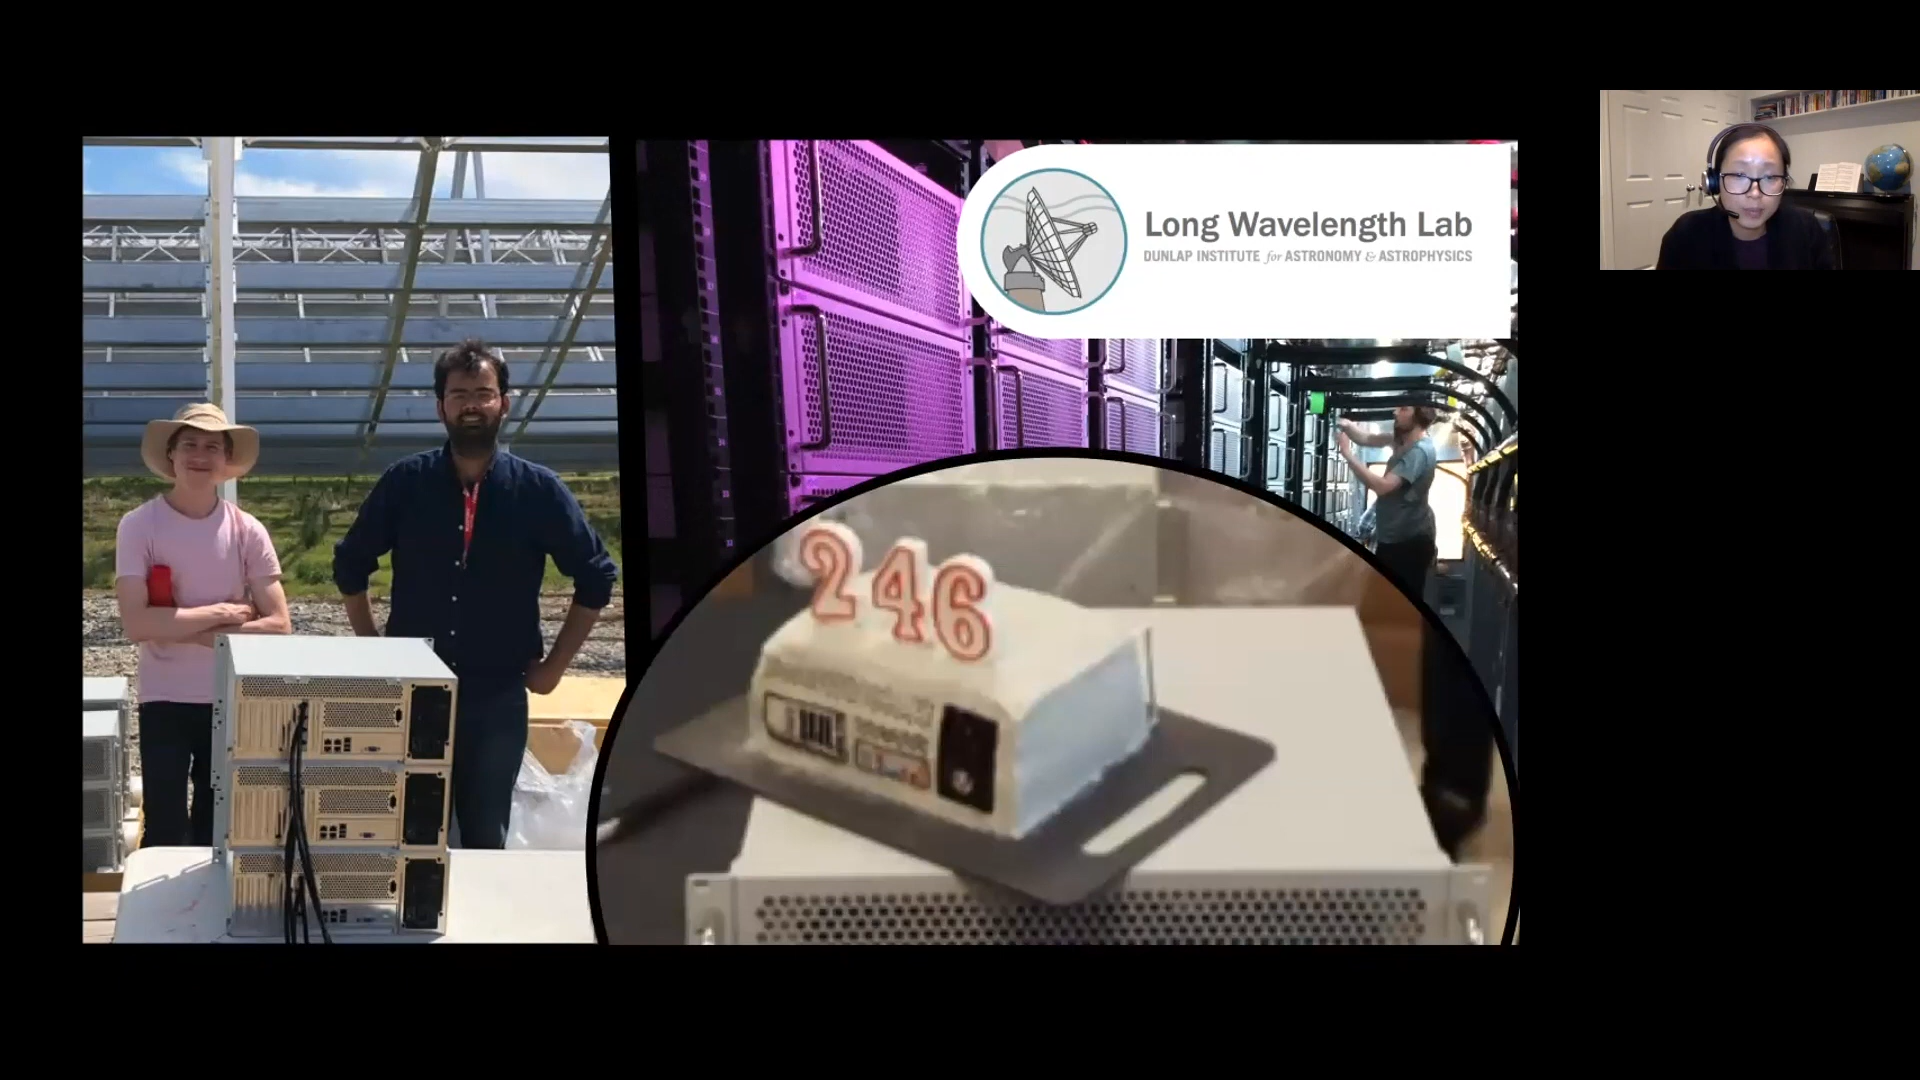 Long Wavelength Lab
DUNLAP INSTITUTE for ASTRONOMY & ASTROPHYSICS
246